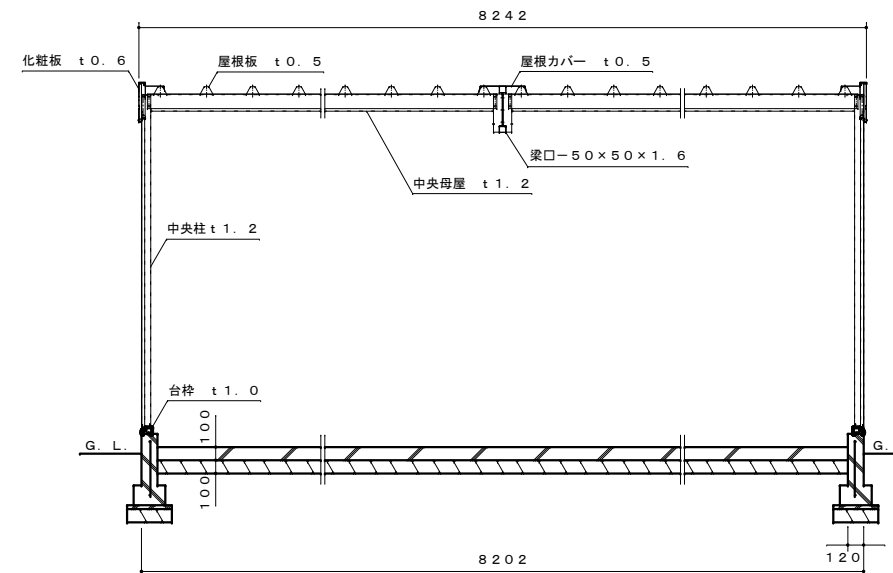 8242
化粧板 t0.6
屋根板 t0.5
屋根カバー t0.5
梁口－50×50×1.6
中央母屋 t1.2
中央柱t1.2
台枠 t1.0
100
G.L.
G.
100
8202
120